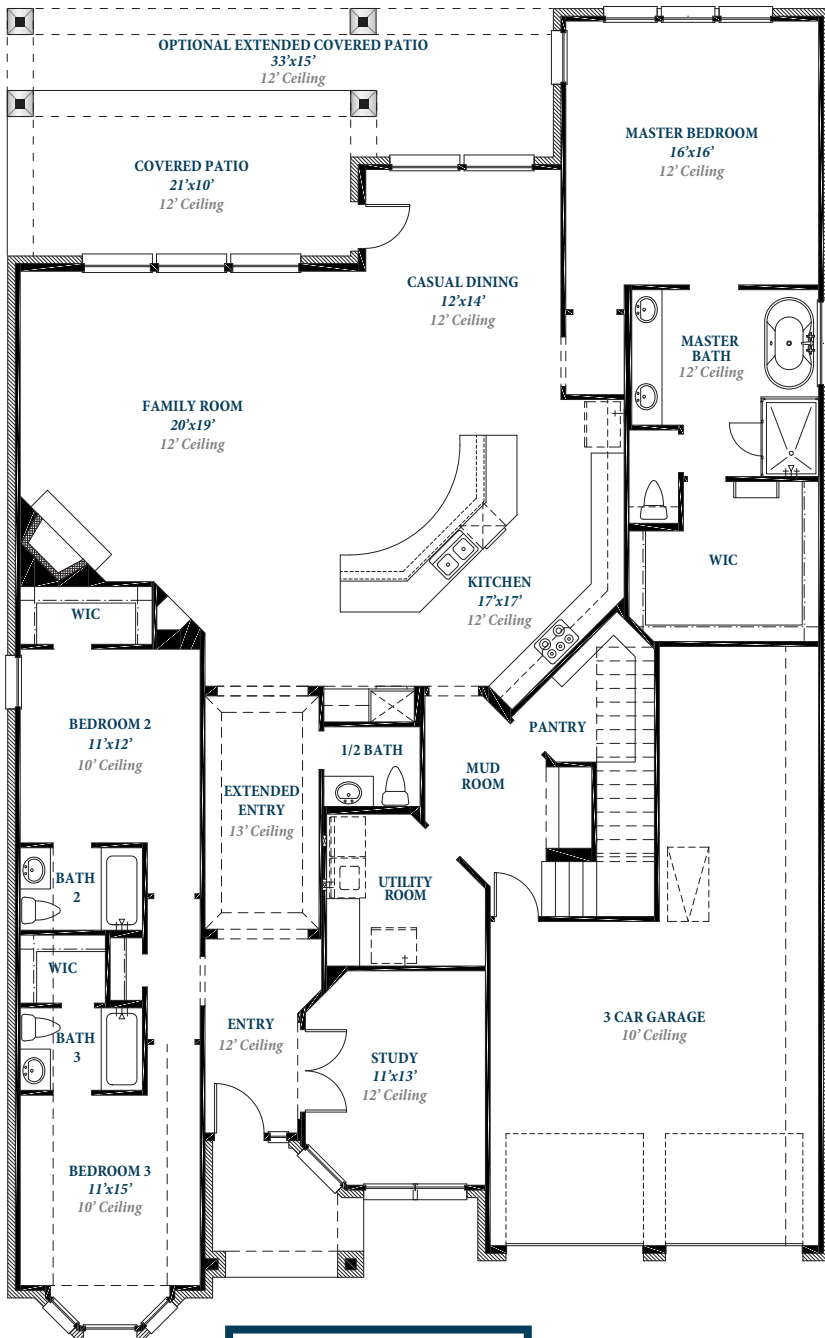 OPTIONAL EXTENDED COVERED PATIO
33'x15'
12' Ceiling
MASTER BEDROOM
16'x16'
12' Ceiling
COVERED PATIO
21'x10'
12' Ceiling
CASUAL DINING
12'x14'
12' Ceiling
MASTER
BATH
12' Ceiling
FAMILY ROOM
20'x19'
12' Ceiling
WIC
KITCHEN
17'x17'
12' Ceiling
WIC
BEDROOM 2
11'x12'
10' Ceiling
1/2 BATH
PANTRY
MUD
ROOM
EXTENDED
ENTRY
13' Ceiling
BATH
2
UTILITY
ROOM
WIC
ENTRY
12' Ceiling
BATH
3
STUDY
11'x13'
12' Ceiling
3 CAR GARAGE
10' Ceiling
BEDROOM 3
11'x15'
10' Ceiling